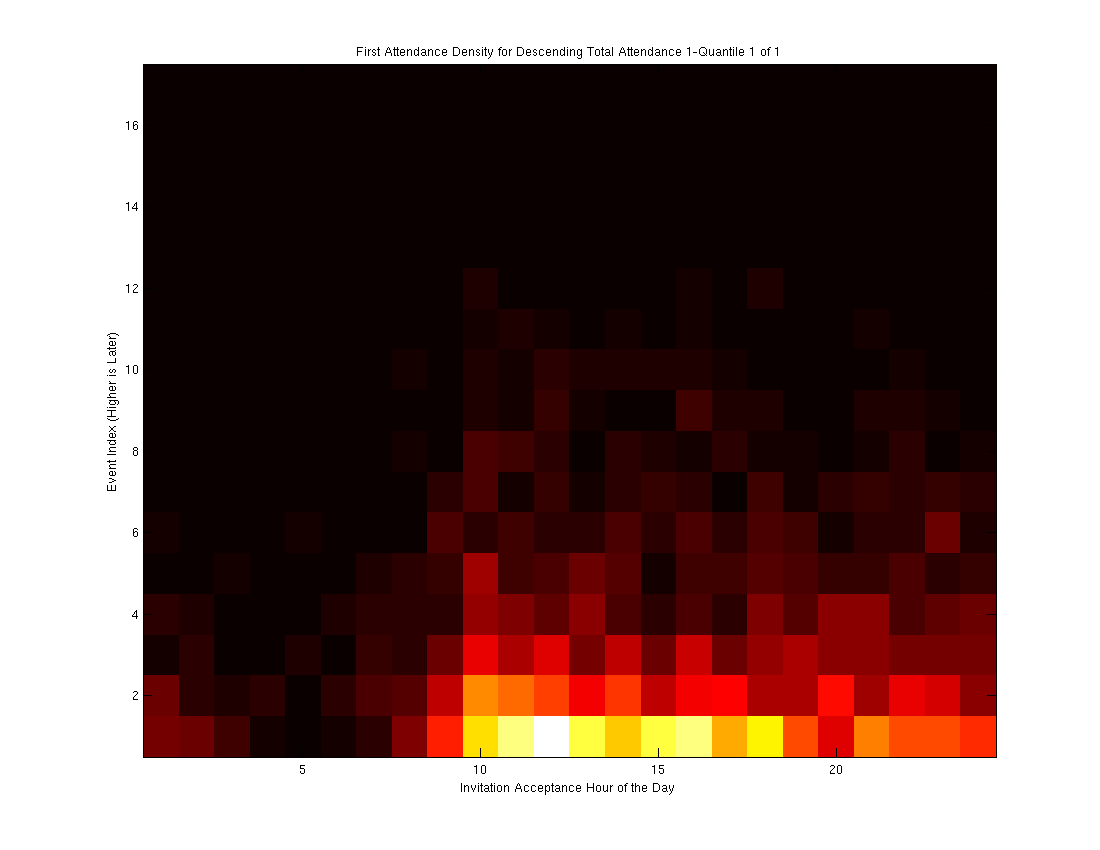 First Attendance Density for Descending Total Attendance 1-Quantile 1 of 1
16
14
12
10
8
6
4
2
Event Index (Higher is Later)
5 10 15 20
Invitation Acceptance Hour of the Day